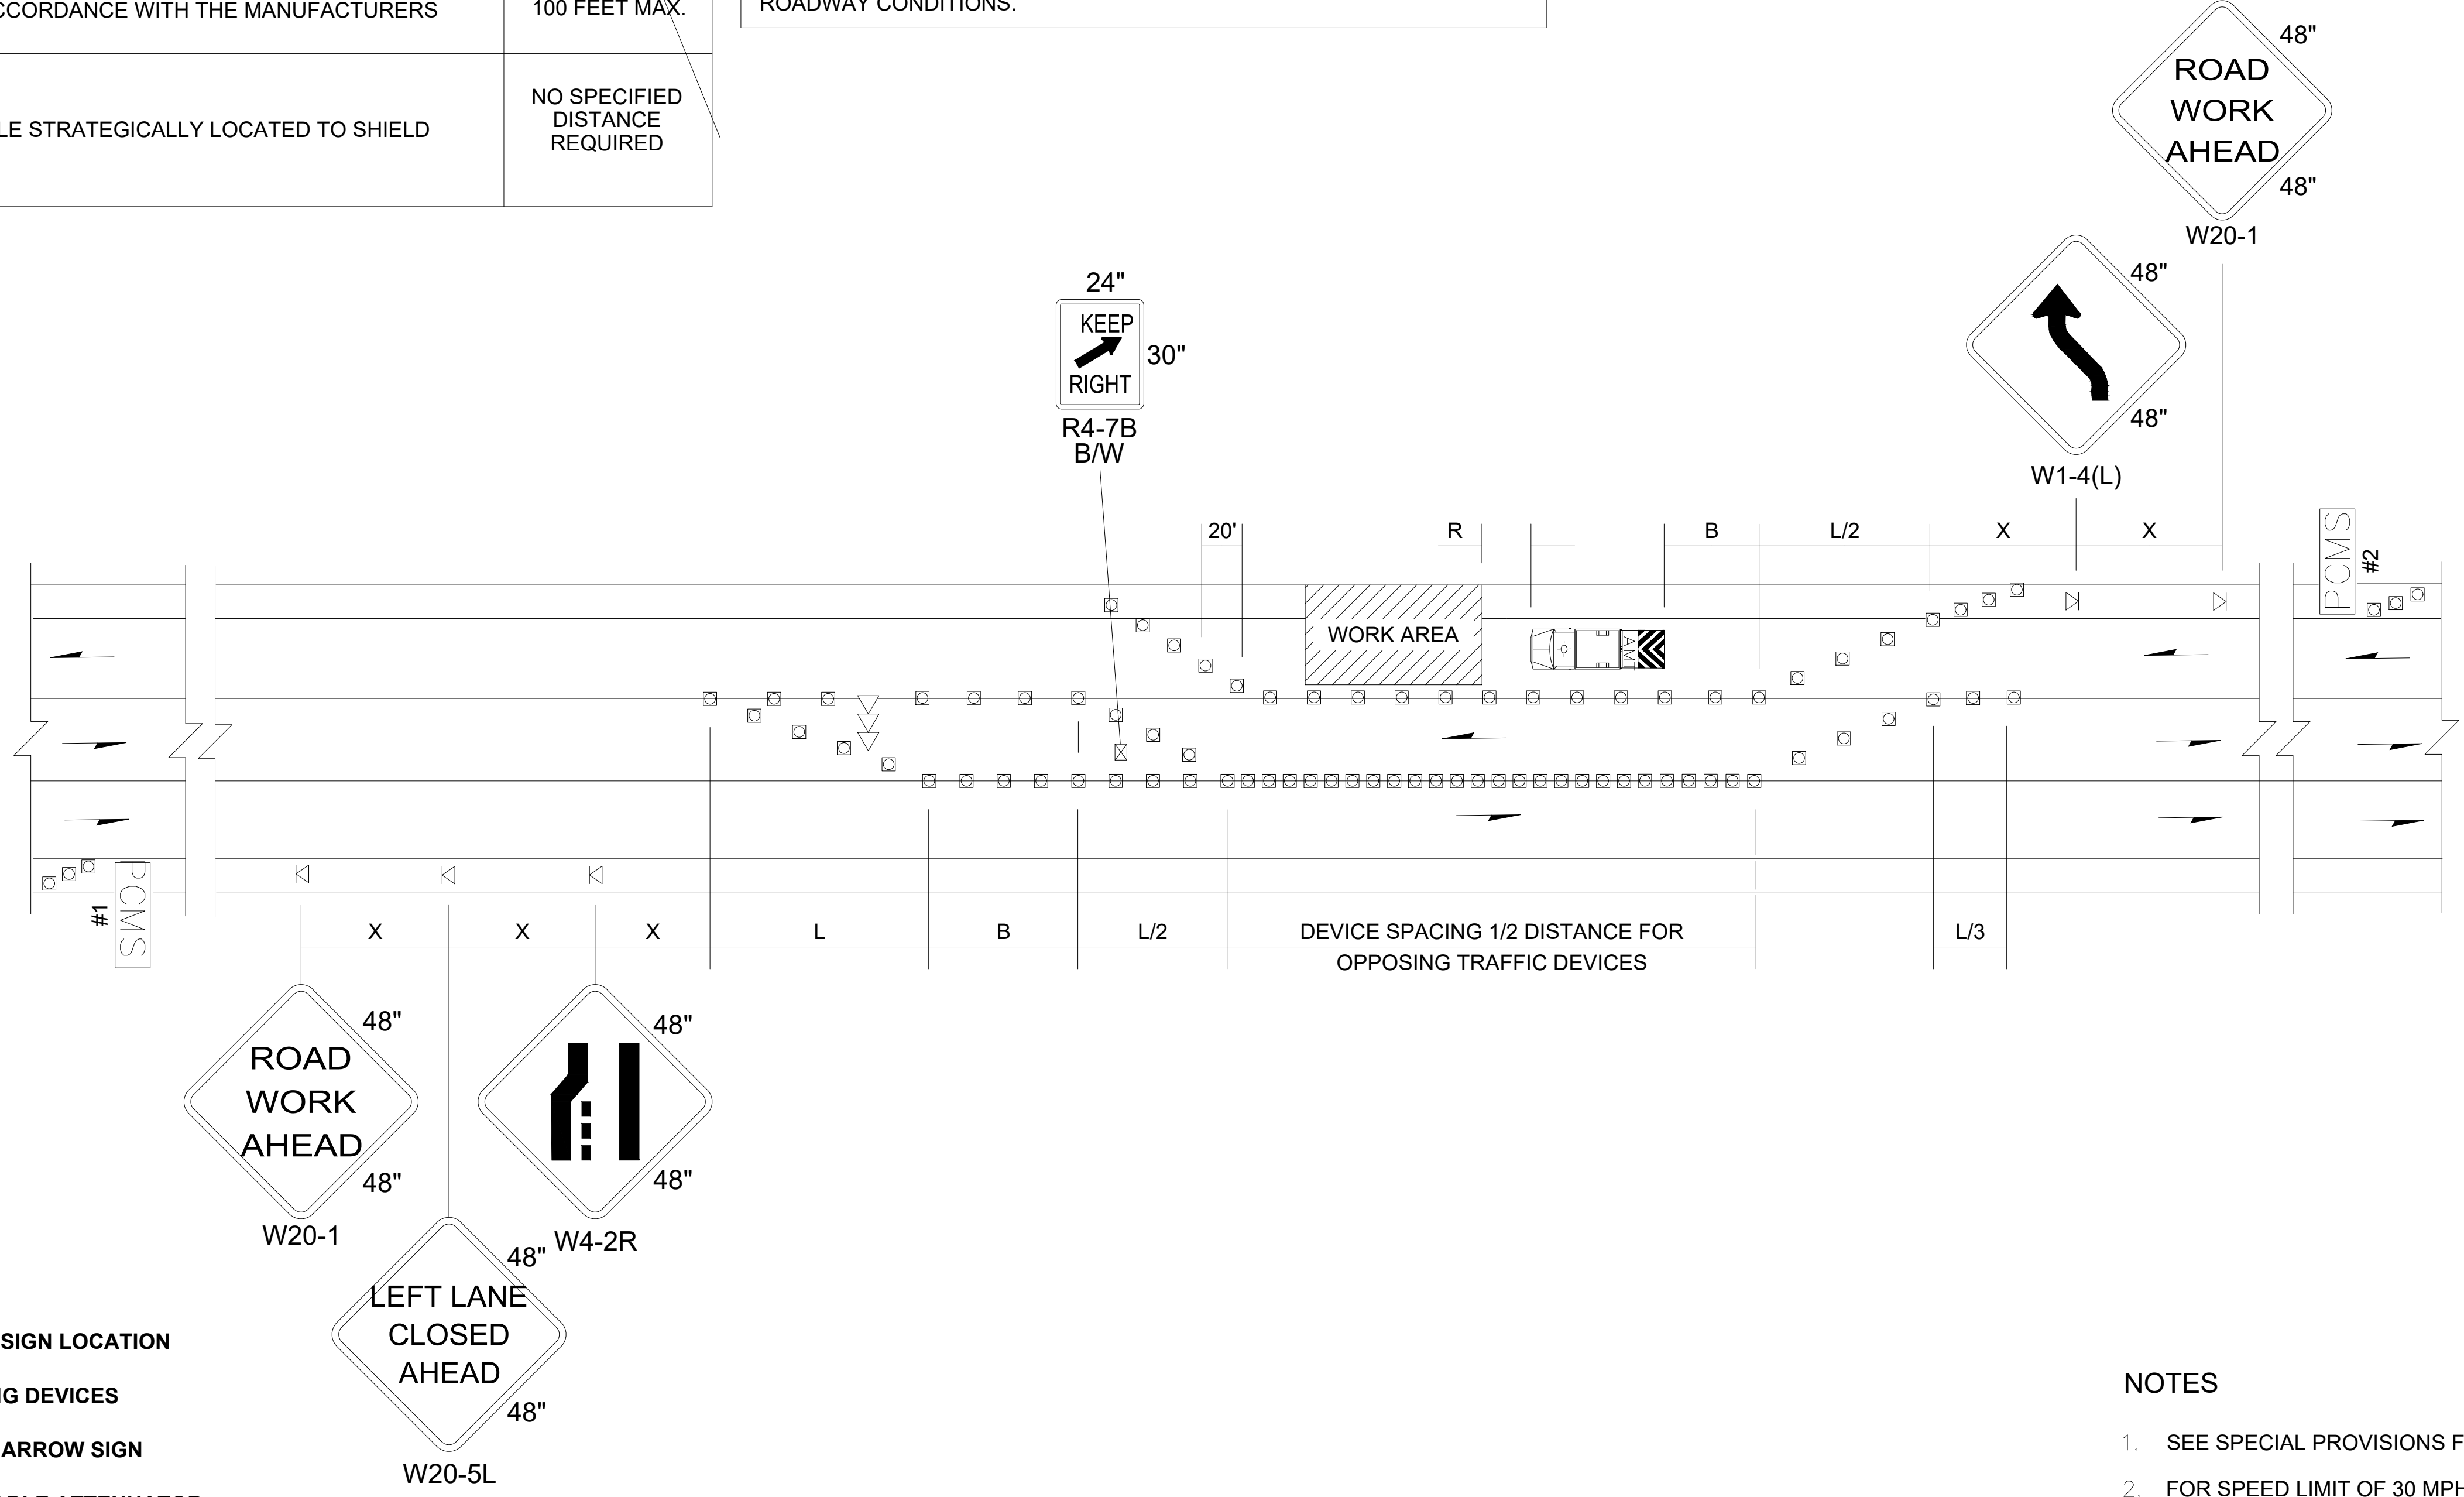 CCORDANCE WITH THE MANUFACTURERS
100 FEET MAX.
ROADWAY CONDITIONS.
LE STRATEGICALLY LOCATED TO SHIELD
NO SPECIFIED
DISTANCE
REQUIRED
ROAD
WORK
AHEAD
48"
48"
W20-1
24"
KEEP
RIGHT
30"
R4-7B
B/W
48"
48"
W1-4(L)
20'
R
B
L/2
X
X
PCMS
#2
WORK AREA
AM
#1
PCMS
X
X
X
L
B
L/2
DEVICE SPACING 1/2 DISTANCE FOR
OPPOSING TRAFFIC DEVICES
L/3
ROAD
WORK
AHEAD
48"
48"
W20-1
48"
48"
W4-2R
LEFT LANE
CLOSED
AHEAD
48"
48"
W20-5L
SIGN LOCATION
G DEVICES
ARROW SIGN
NOTES
1. SEE SPECIAL PROVISIONS F
2. FOR SPEED LIMIT OF 30 MPH